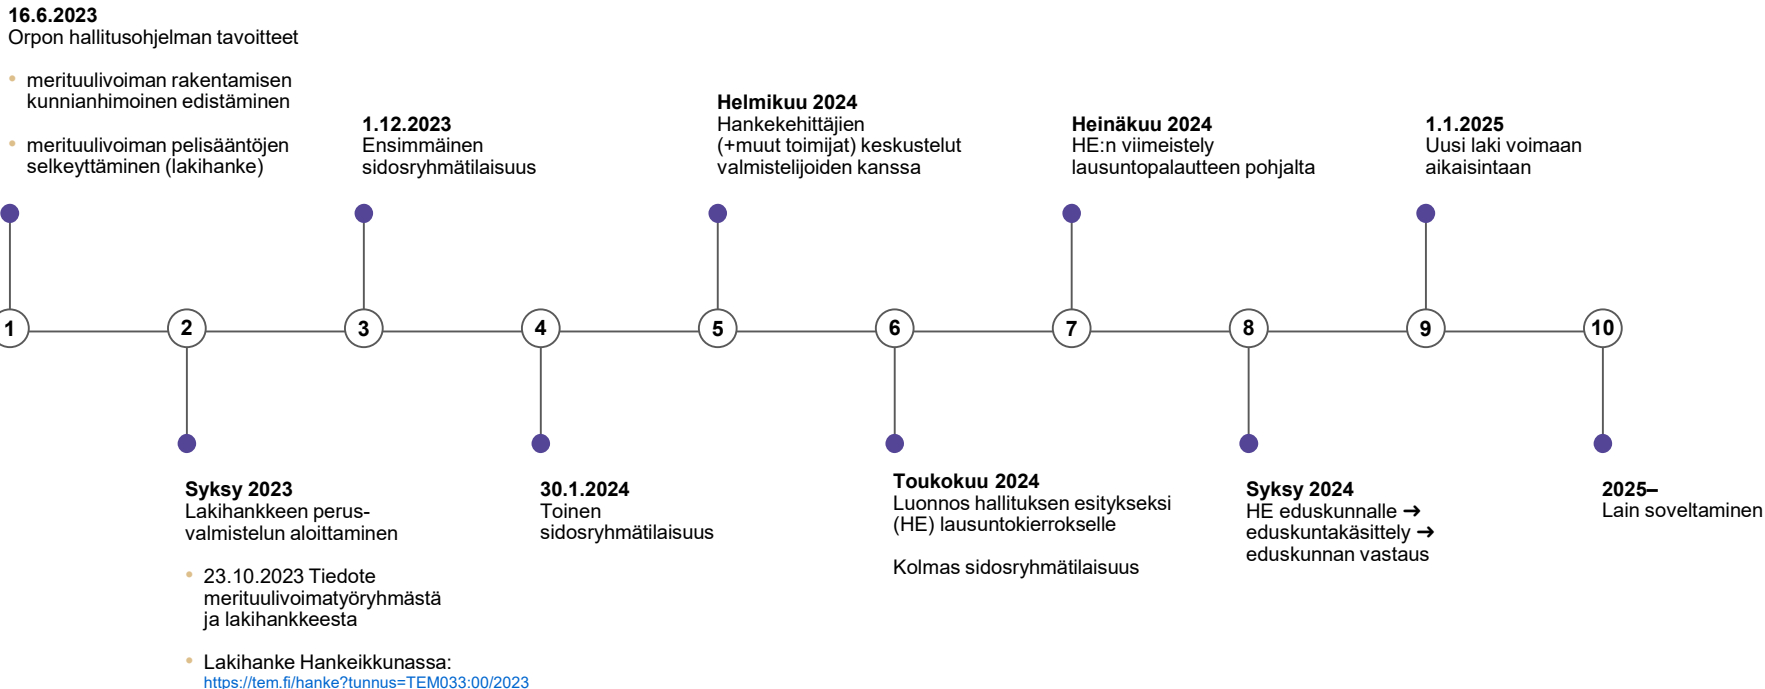 16.6.2023
Orpon hallitusohjelman tavoitteet
• merituulivoiman rakentamisen
kunnianhimoinen edistäminen
• merituulivoiman pelisääntöjen
selkeyttäminen (lakihanke)
1.12.2023
Ensimmäinen
sidosryhmätilaisuus
Helmikuu 2024
Hankekehittäjien
(+muut toimijat) keskustelut
valmistelijoiden kanssa
Heinäkuu 2024
HE:n viimeistely
lausuntopalautteen pohjalta
1.1.2025
Uusi laki voimaan
aikaisintaan
1
2
3
4
5
6
7
8
9
10
Syksy 2023
Lakihankkeen perus-
valmistelun aloittaminen
• 23.10.2023 Tiedote
merituulivoimatyöryhmästä
ja lakihankkeesta
• Lakihanke Hankeikkunassa:
https://tem.fi/hanke?tunnus=TEM033:00/2023
30.1.2024
Toinen
sidosryhmätilaisuus
Toukokuu 2024
Luonnos hallituksen esitykseksi
(HE) lausuntokierrokselle
Kolmas sidosryhmätilaisuus
Syksy 2024
HE eduskunnalle →
eduskuntakäsittely →
eduskunnan vastaus
2025–
Lain soveltaminen